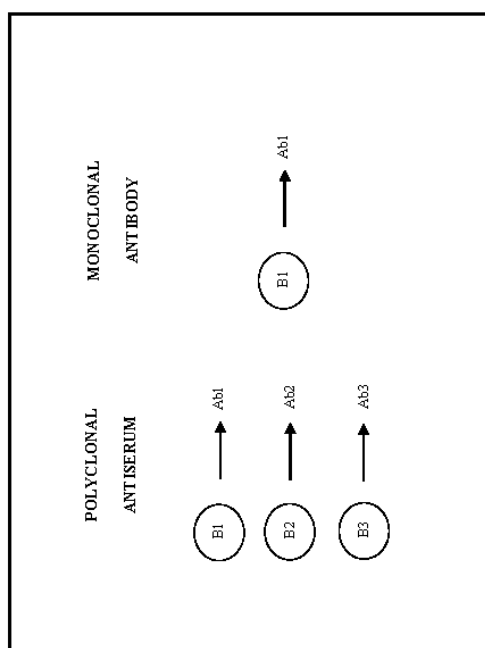 POLYCLONAL
ANTISERUM
B1 Ab1
B2 Ab2
B3 Ab3
MONOCLONAL
ANTIBODY
B1 Ab1